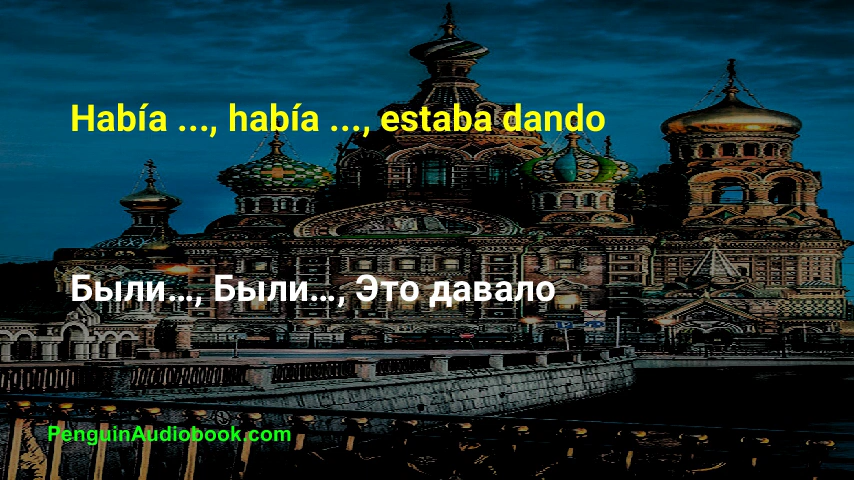 Había ..., había ..., estaba dando
Были..., Были..., Это давало
PenguinAudiobook.com